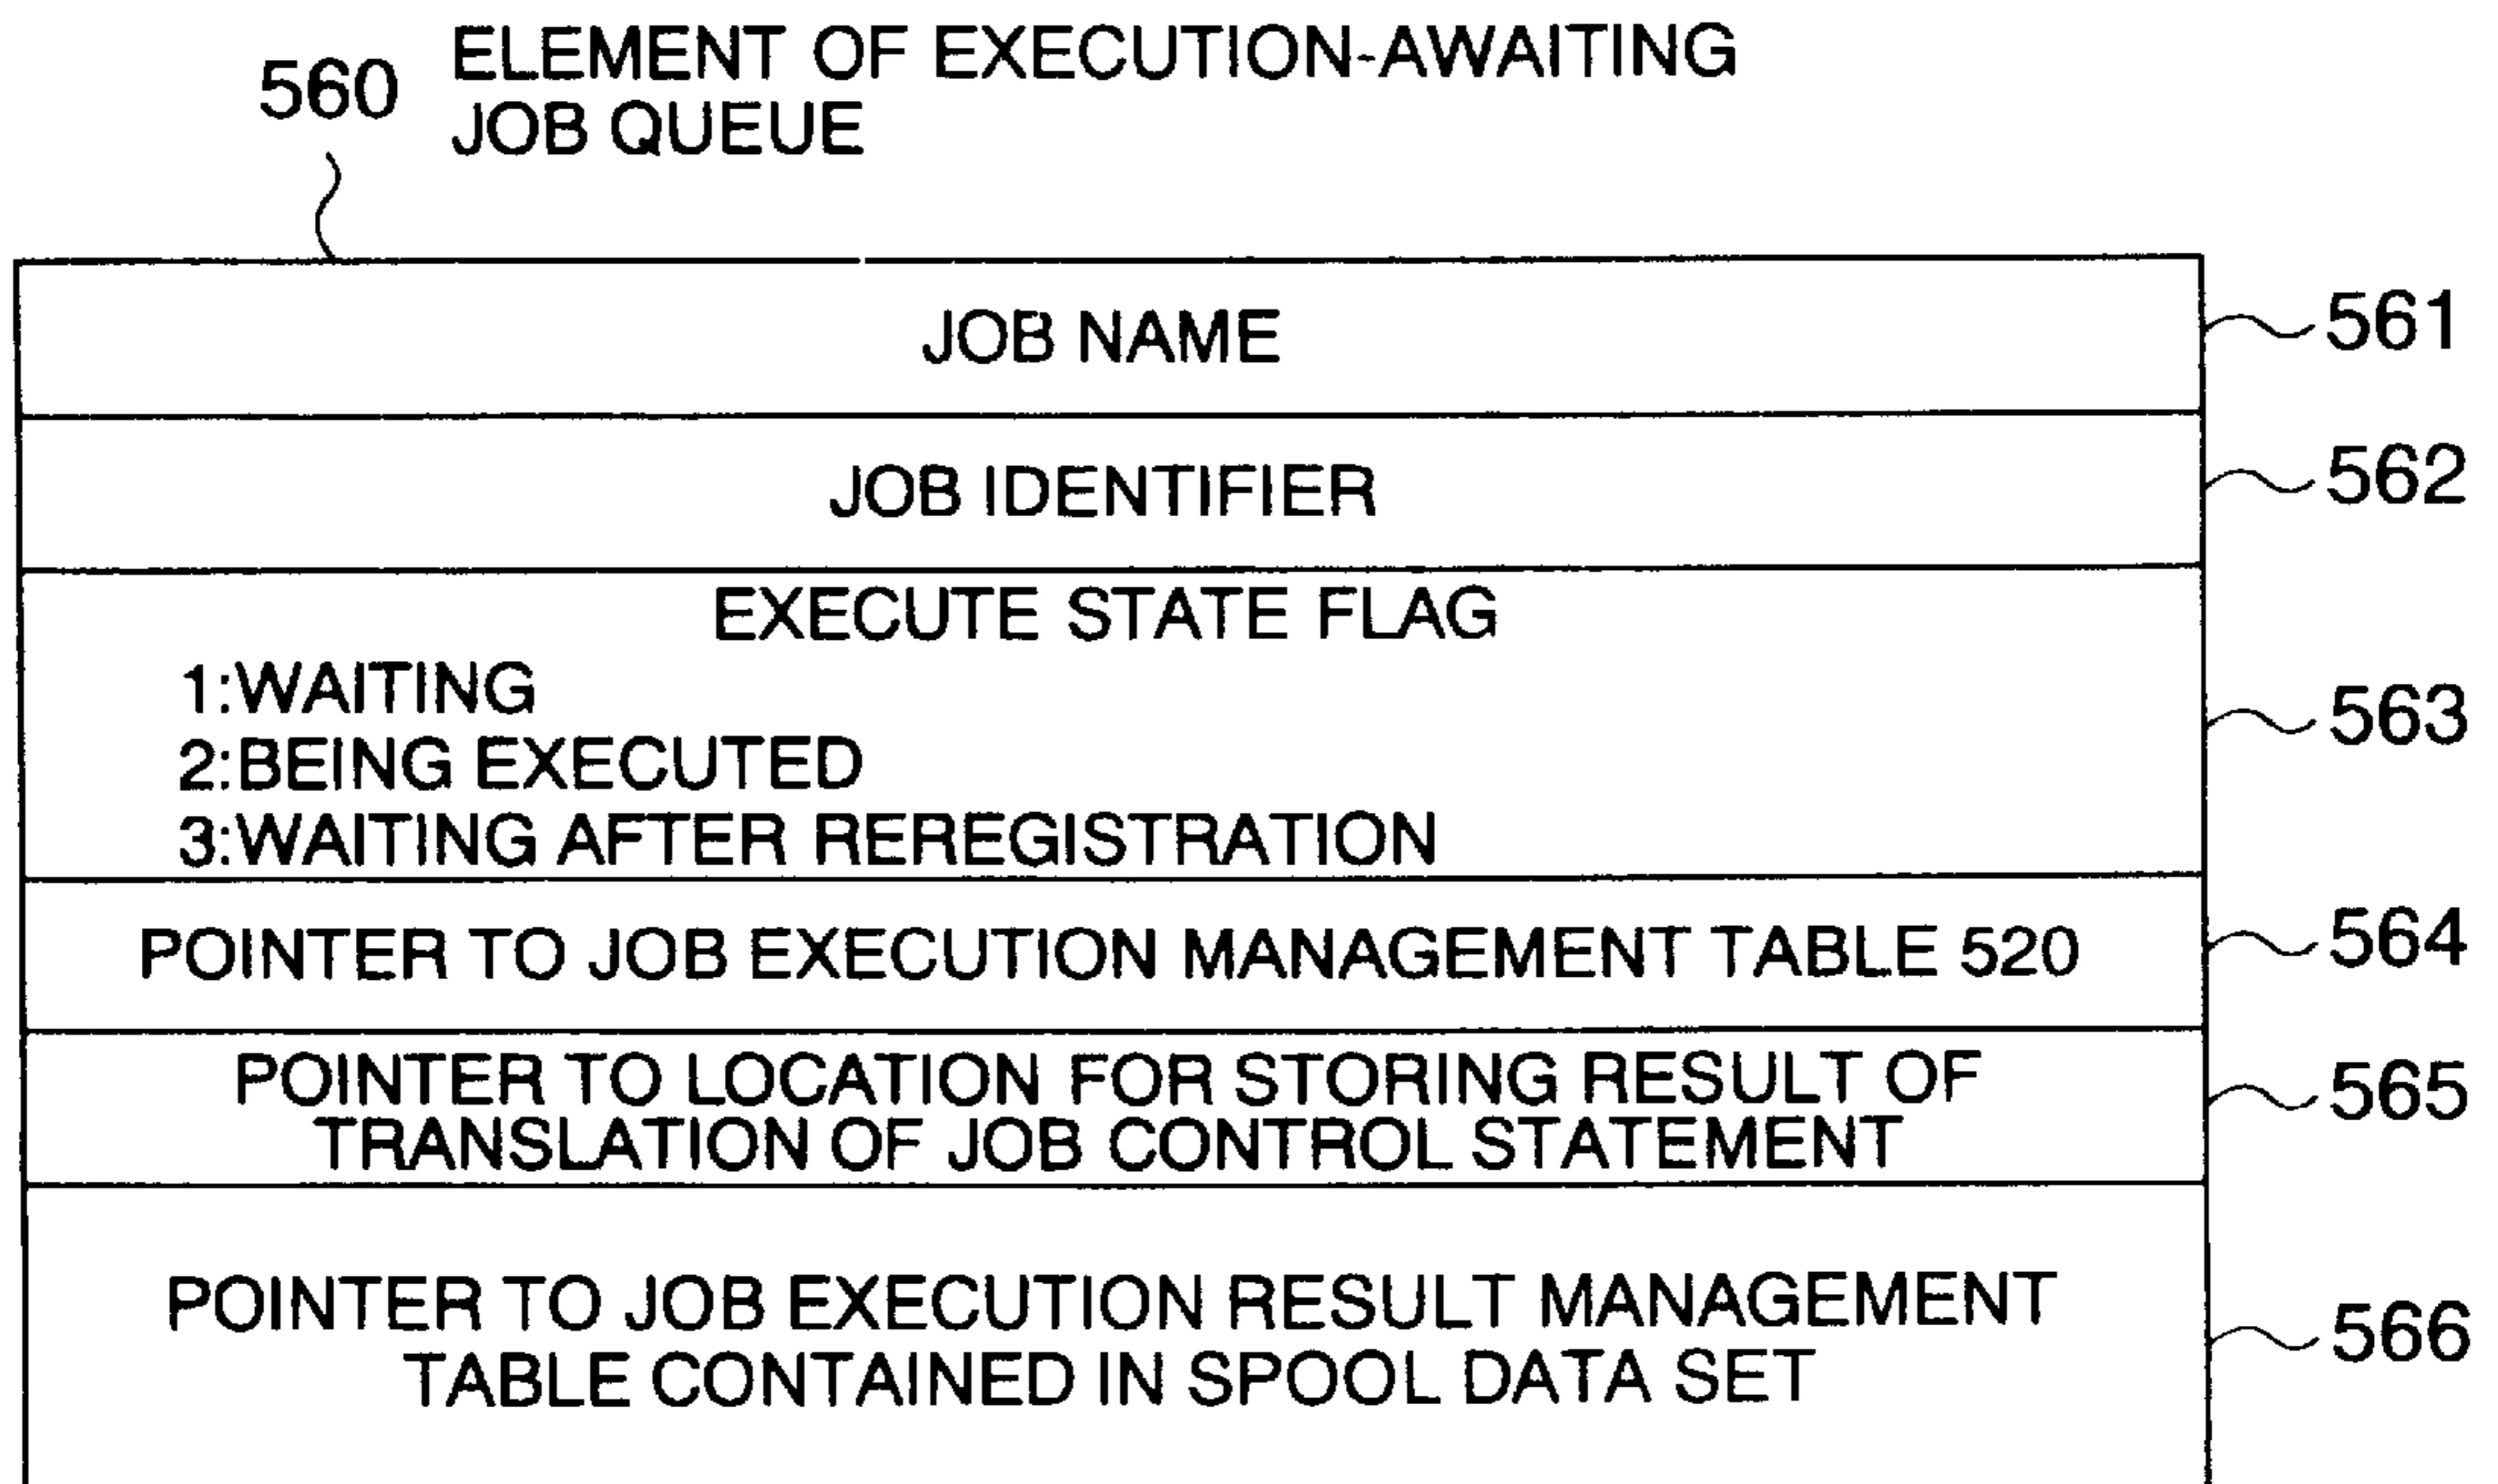 560
ELEMENT OF EXECUTION-AWAITING
JOB QUEUE
JOB NAME
561
JOB IDENTIFIER
562
EXECUTE STATE FLAG
1:WAITING
2:BEING EXECUTED
3:WAITING AFTER REREGISTRATION
563
POINTER TO JOB EXECUTION MANAGEMENT TABLE 520
564
POINTER TO LOCATION FOR STORING RESULT OF
TRANSLATION OF JOB CONTROL STATEMENT
565
POINTER TO JOB EXECUTION RESULT MANAGEMENT
TABLE CONTAINED IN SPOOL DATA SET
566